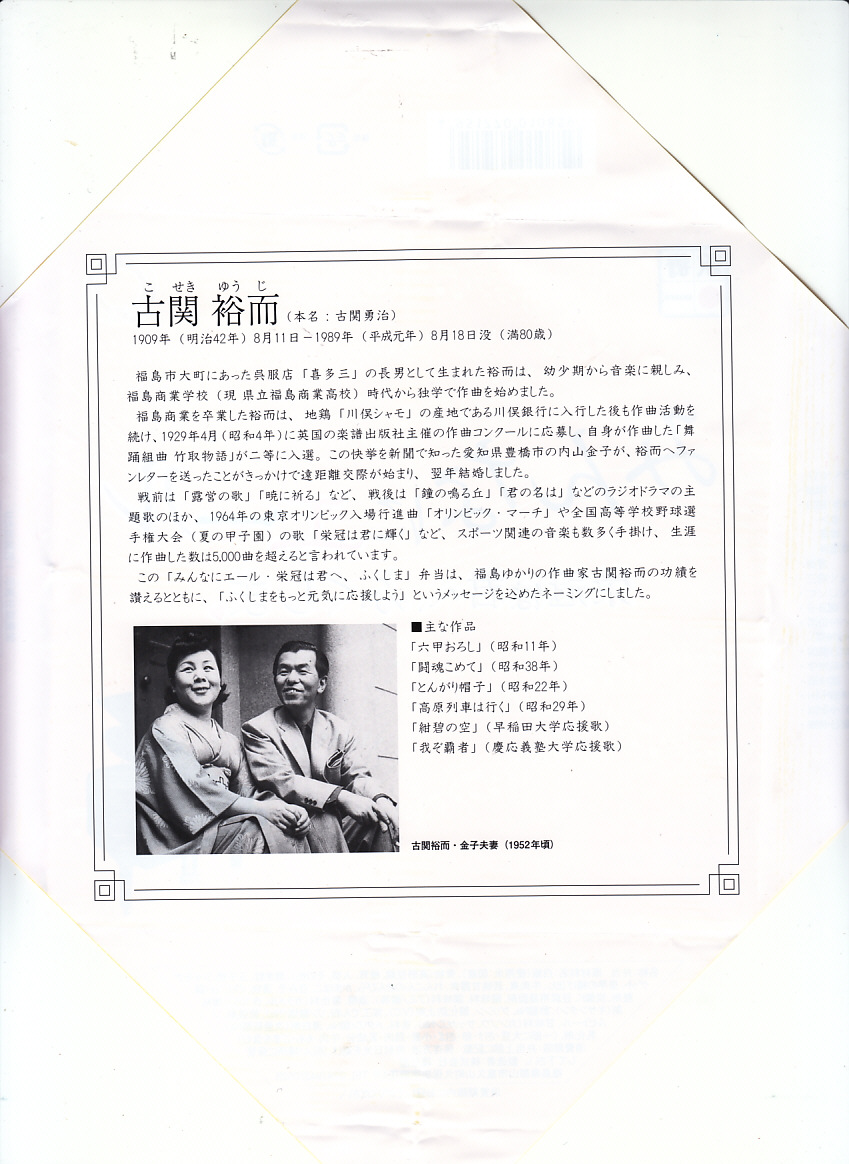 こせき ゆうじ
古関 裕而（本名：古関勇治）
1909年（明治42年）8月11日－1989年（平成元年）8月18日没（満80歳）
福島市大町にあった呉服店「喜多三」の長男として生まれた裕而は、幼少期から音楽に親しみ、
福島商業学校（現 県立福島商業高校）時代から独学で作曲を始めました。
福島商業を卒業した裕而は、地鶏「川俣シャモ」の産地である川俣銀行に入行した後も作曲活動を
続け、1929年4月（昭和4年）に英国の楽譜出版社主催の作曲コンクールに応募し、自身が作曲した「舞
踊組曲 竹取物語」が二等に入選。この快挙を新聞で知った愛知県豊橋市の内山金子が、裕而へファ
ンレターを送ったことがきっかけで遠距離交際が始まり、翌年結婚しました。
戦前は「露営の歌」「暁に祈る」など、戦後は「鐘の鳴る丘」「君の名は」などのラジオドラマの主
題歌のほか、1964年の東京オリンピック入場行進曲「オリンピック・マーチ」や全国高等学校野球選
手権大会（夏の甲子園）の歌「栄冠は君に輝く」など、スポーツ関連の音楽も数多く手掛け、生涯
に作曲した数は5,000曲を超えると言われています。
この「みんなにエール・栄冠は君へ、ふくしま」弁当は、福島ゆかりの作曲家古関裕而の功績を
讃えるとともに、「ふくしまをもっと元気に応援しよう」というメッセージを込めたネーミングにしました。
■主な作品
「六甲おろし」（昭和11年）
「闘魂こめて」（昭和38年）
「とんがり帽子」（昭和22年）
「高原列車は行く」（昭和29年）
「紺碧の空」（早稲田大学応援歌）
「我ぞ覇者」（慶応義塾大学応援歌）
古関裕而・金子夫妻（1952年頃）